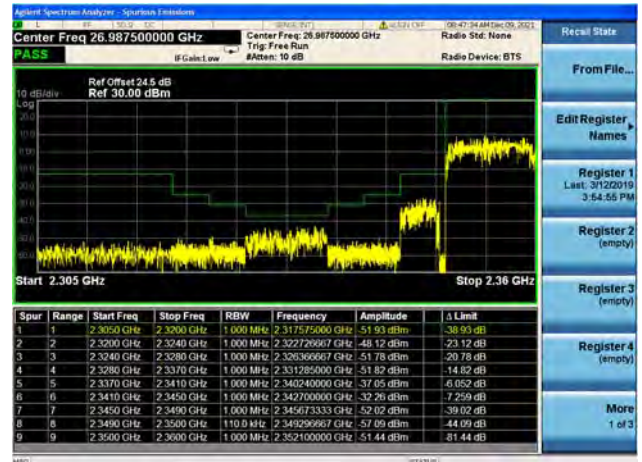 Agilent Spectrum Analyzer - Spurious Emissions
08:47:34 AM Dec 09, 2021
Center Freq 26.987500000 GHz
Center Freq: 26.987500000 GHz
Radio Std: None
Trig: Free Run
PASS
IFGain:Low
#Atten: 10 dB
Radio Device: BTS
Ref Offset 24.5 dB
10 dB/div
Ref 30.00 dBm
Log
Start 2.305 GHz
Stop 2.36 GHz
Spur Range Start Freq Stop Freq RBW Frequency Amplitude Δ Limit
1 1 2.3050 GHz 2.3200 GHz 1.000 MHz 2.317575000 GHz -51.93 dBm -38.93 dB
2 2 2.3200 GHz 2.3240 GHz 1.000 MHz 2.322726667 GHz -48.12 dBm -23.12 dB
3 3 2.3240 GHz 2.3280 GHz 1.000 MHz 2.326366667 GHz -51.78 dBm -20.78 dB
4 4 2.3280 GHz 2.3370 GHz 1.000 MHz 2.331285000 GHz -51.82 dBm -14.82 dB
5 5 2.3370 GHz 2.3410 GHz 1.000 MHz 2.340240000 GHz -37.05 dBm -6.052 dB
6 6 2.3410 GHz 2.3450 GHz 1.000 MHz 2.342700000 GHz -32.26 dBm -7.259 dB
7 7 2.3450 GHz 2.3490 GHz 1.000 MHz 2.345673333 GHz -52.02 dBm -39.02 dB
8 8 2.3490 GHz 2.3500 GHz 110.0 kHz 2.349296667 GHz -57.09 dBm -44.09 dB
9 9 2.3500 GHz 2.3600 GHz 1.000 MHz 2.352100000 GHz -51.44 dBm -81.44 dB
Recall State
From File...
Edit Register
Names
Register 1
Last: 3/12/2019
3:54:55 PM
Register 2
(empty)
Register 3
(empty)
Register 4
(empty)
More
1 of 3